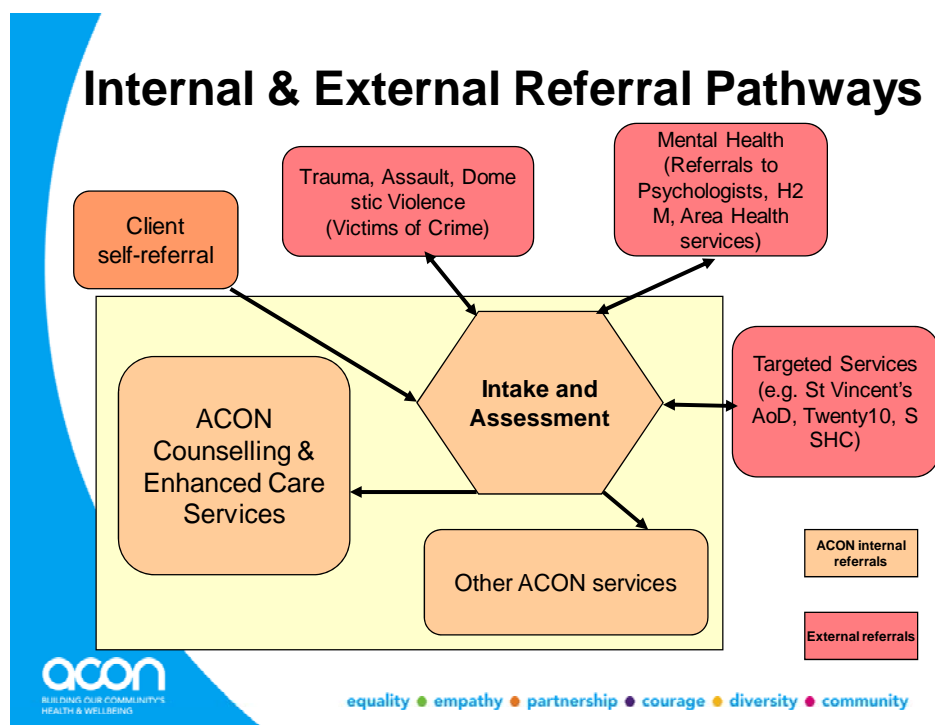 Internal & External Referral Pathways
Client
self-referral
Trauma, Assault, Dome
stic Violence
(Victims of Crime)
Mental Health
(Referrals to
Psychologists, H2
M, Area Health
services)
Intake and
Assessment
Targeted Services
(e.g. St Vincent's
AoD, Twenty10, S
SHC)
ACON
Counselling &
Enhanced Care
Services
Other ACON services
ACON internal
referrals
External referrals
acon
BUILDING OUR COMMUNITY'S
HEALTH & WELLBEING
equality ● empathy ● partnership ● courage ● diversity ● community